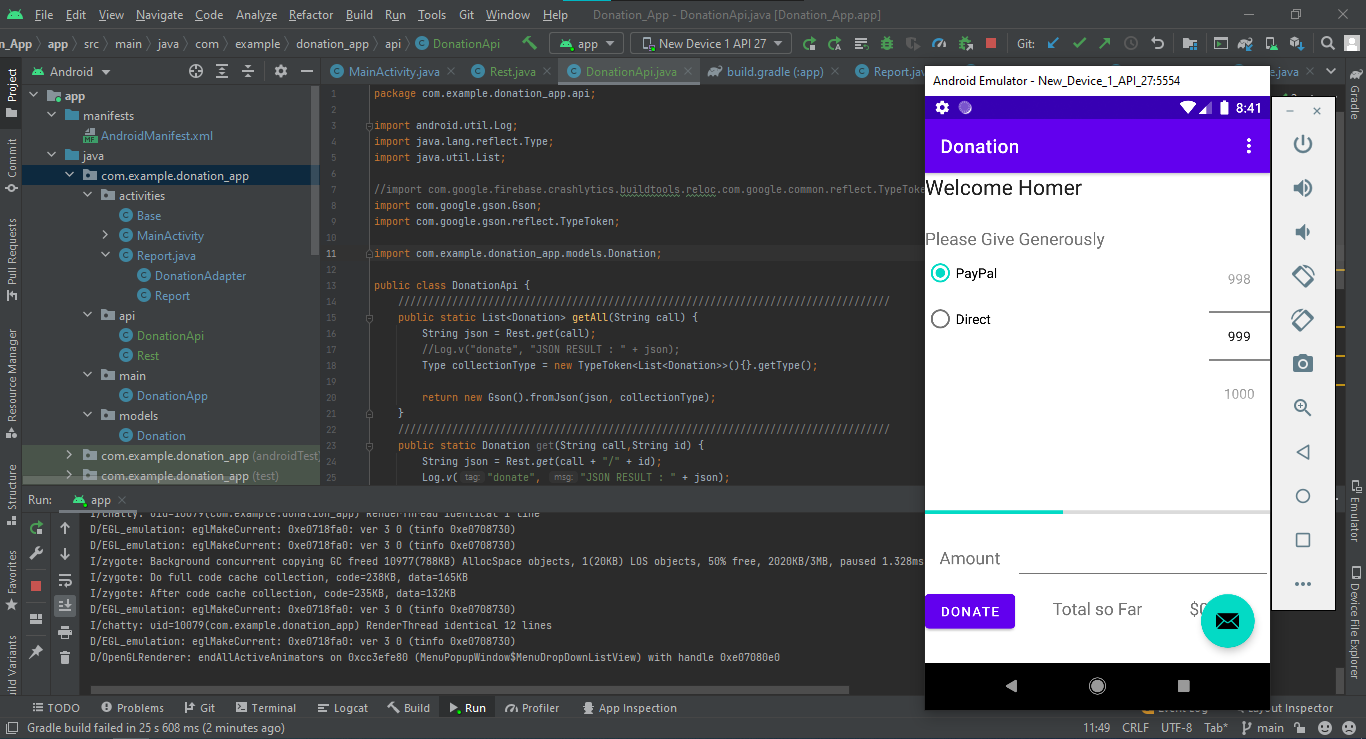 File Edit View Navigate Code Analyze Refactor Build Run Tools Git Window Help Donation_App - DonationApi.java [Donation_App.app]
n_App app src main java com example donation_app api DonationApi app New Device 1 API 27 Git:
Android
MainActivity.java Rest.java DonationApi.java build.gradle (:app) Report.java
Project
Commit
Pull Requests
Resource Manager
Structure
Favorites
ild Variants
app
manifests
AndroidManifest.xml
java
com.example.donation_app
activities
Base
MainActivity
Report.java
DonationAdapter
Report
api
DonationApi
Rest
main
DonationApp
models
Donation
com.example.donation_app (androidTest)
com.example.donation_app (test)
1 package com.example.donation_app.api;
2
3 import android.util.Log;
4 import java.lang.reflect.Type;
5 import java.util.List;
6
7 //import com.google.firebase.crashlytics.buildtools.reloc.com.google.common.reflect.TypeToke
8 import com.google.gson.Gson;
9 import com.google.gson.reflect.TypeToken;
10
11 import com.example.donation_app.models.Donation;
12
13 public class DonationApi {
14 //////////////////////////////////////////////////////////////////////////////////
15 public static List<Donation> getAll(String call) {
16 String json = Rest.get(call);
17 //Log.v("donate", "JSON RESULT : " + json);
18 Type collectionType = new TypeToken<List<Donation>>(){}.getType();
19
20 return new Gson().fromJson(json, collectionType);
21 }
22 //////////////////////////////////////////////////////////////////////////////////
23 public static Donation get(String call,String id) {
24 String json = Rest.get(call + "/" + id);
25 Log.v( tag: "donate", msg: "JSON RESULT : " + json);
Android Emulator - New_Device_1_API_27:5554
8:41
Donation
Welcome Homer
Please Give Generously
PayPal
998
Direct
999
1000
Amount
DONATE Total so Far $0
Gradle
Emulator
Device File Explorer
Run: app
I/chatty: uid=10079(com.example.donation_app) RenderThread identical 1 line
D/EGL_emulation: eglMakeCurrent: 0xe0718fa0: ver 3 0 (tinfo 0xe0708730)
D/EGL_emulation: eglMakeCurrent: 0xe0718fa0: ver 3 0 (tinfo 0xe0708730)
I/zygote: Background concurrent copying GC freed 10977(788KB) AllocSpace objects, 1(20KB) LOS objects, 50% free, 2020KB/3MB, paused 1.328ms
I/zygote: Do full code cache collection, code=238KB, data=165KB
I/zygote: After code cache collection, code=235KB, data=132KB
D/EGL_emulation: eglMakeCurrent: 0xe0718fa0: ver 3 0 (tinfo 0xe0708730)
I/chatty: uid=10079(com.example.donation_app) RenderThread identical 12 lines
D/EGL_emulation: eglMakeCurrent: 0xe0718fa0: ver 3 0 (tinfo 0xe0708730)
D/OpenGLRenderer: endAllActiveAnimators on 0xcc3efe80 (MenuPopupWindow$MenuDropDownListView) with handle 0xe07080e0
TODO Problems Git Terminal Logcat Build Run Profiler App Inspection Event Log Layout Inspector
Gradle build failed in 25 s 608 ms (2 minutes ago) 11:49 CRLF UTF-8 Tab* main